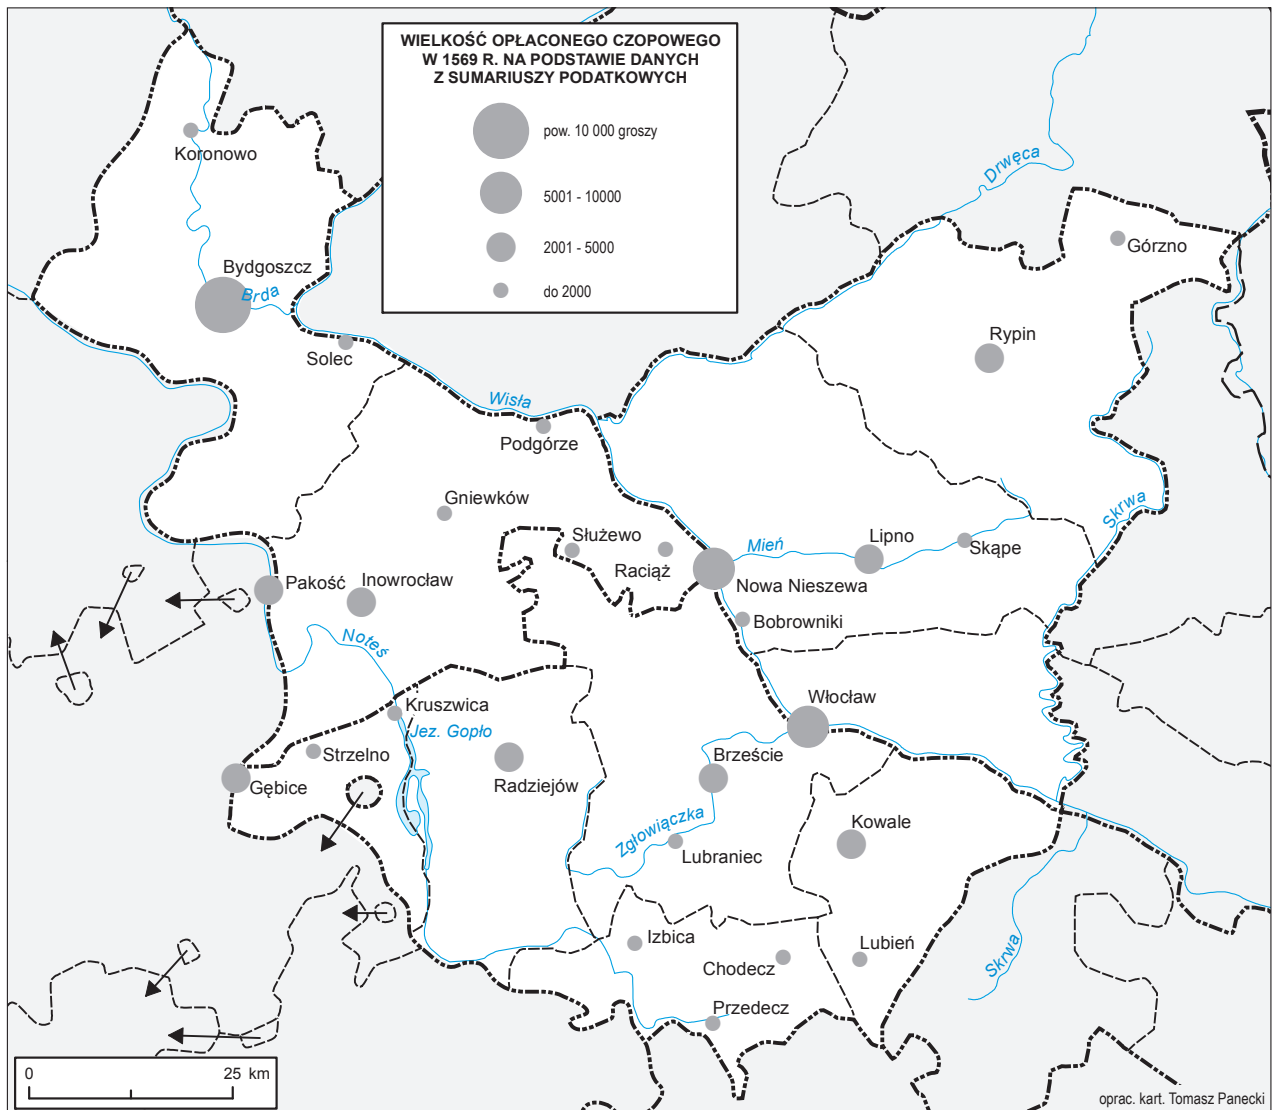 WIELKOŚĆ OPŁACONEGO CZOPOWEGO
W 1569 R. NA PODSTAWIE DANYCH
Z SUMARIUSZY PODATKOWYCH
pow. 10 000 groszy
5001 - 10000
2001 - 5000
do 2000
Koronowo
Drwęca
Górzno
Bydgoszcz
Brda
Solec
Rypin
Wisła
Podgórze
Gniewków
Skrwa
Służewo
Raciąż
Mień
Lipno
Skąpe
Nowa Nieszewa
Pakość
Inowrocław
Bobrowniki
Noteś
Kruszwica
Jez. Gopło
Włocław
Strzelno
Gębice
Radziejów
Brzeście
Zgłowiączka
Kowale
Lubraniec
Izbica
Chodecz
Lubień
Skrwa
Przedecz
0 25 km
oprac. kart. Tomasz Panecki